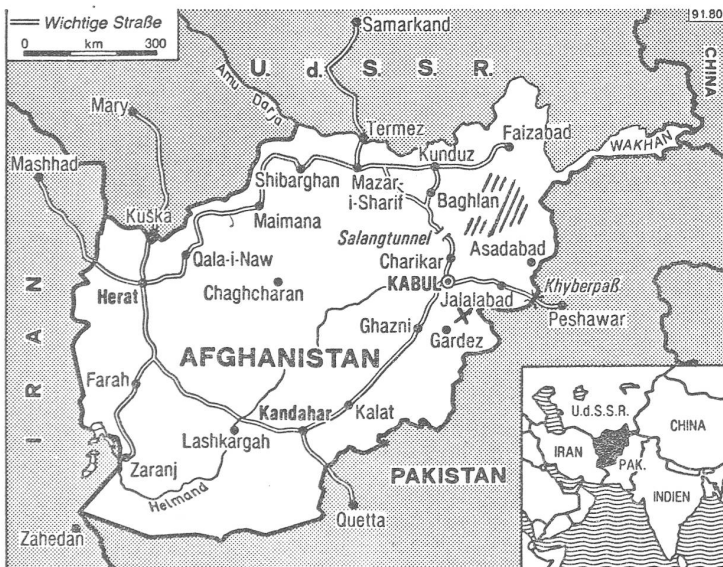 Wichtige Straße
0 km 300
91.80
Samarkand
U. d. S. S. R.
CHINA
Amu Darja
Mary
Termez
Faizabad
Kunduz
WAKHAN
Mashhad
Shibarghan
Mazar-
i-Sharif
Baghlan
Maimana
Kuška
Salangtunnel
Asadabad
Qala-i-Naw
Charikar
Herat
Chaghcharan
KABUL
Khyberpaß
Jalalabad
Peshawar
IRAN
Ghazni
Gardez
AFGHANISTAN
Farah
Kandahar
Kalat
Lashkargah
Zaranj
PAKISTAN
Helmand
Quetta
Zahedan
U.d.S.S.R.
CHINA
IRAN
PAK.
INDIEN